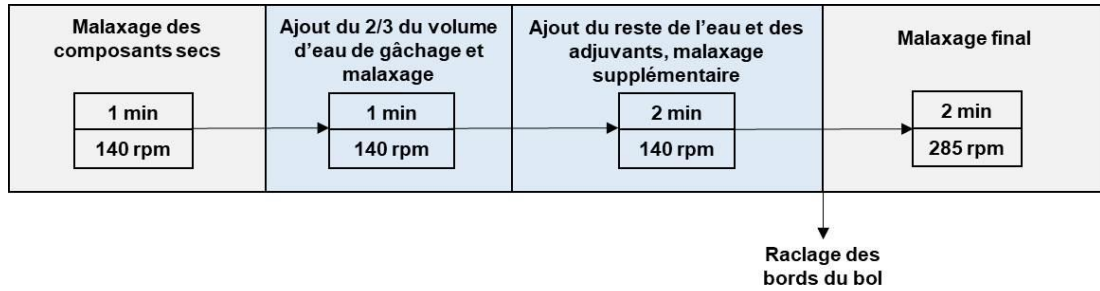 Malaxage des
composants secs
1 min
140 rpm
Ajout du 2/3 du volume
d’eau de gâchage et
malaxage
1 min
140 rpm
Ajout du reste de l’eau et des
adjuvants, malaxage
supplémentaire
2 min
140 rpm
Malaxage final
2 min
285 rpm
Raclage des
bords du bol